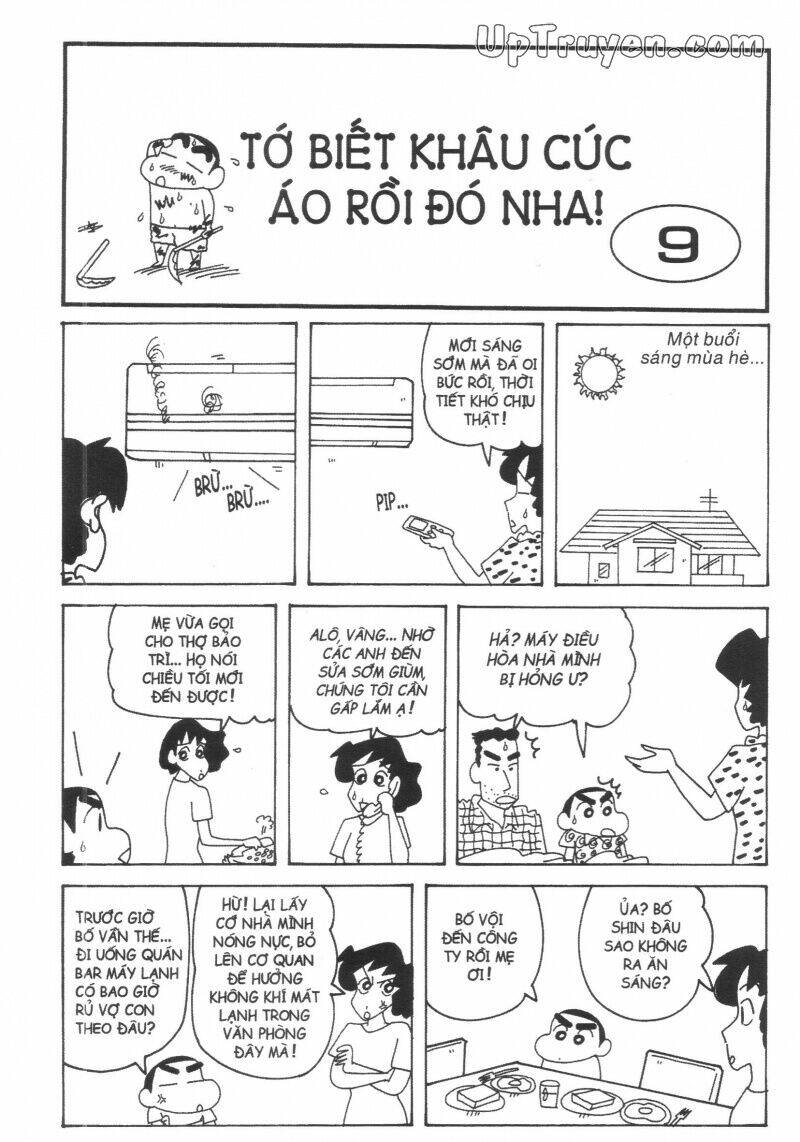 UpTruyen.com
TỚ BIẾT KHÂU CÚC
ÁO RỒI ĐÓ NHA!
9
Một buổi
sáng mùa hè...
MỚI SÁNG
SỚM MÀ ĐÃ OI
BỨC RỒI, THỜI
TIẾT KHÓ CHỊU
THẬT!
PIP...
BRỪ...
BRỪ....
HẢ? MÁY ĐIỀU
HÒA NHÀ MÌNH
BỊ HỎNG Ư?
ALÔ, VÂNG... NHỜ
CÁC ANH ĐẾN
SỬA SỚM GIÙM,
CHÚNG TÔI CẦN
GẤP LẮM Ạ!
MẸ VỪA GỌI
CHO THỢ BẢO
TRÌ... HỌ NÓI
CHIỀU TỐI MỚI
ĐẾN ĐƯỢC!
ỦA? BỐ
SHIN ĐÂU
SAO KHÔNG
RA ĂN
SÁNG?
BỐ VỘI
ĐẾN CÔNG
TY RỒI MẸ
ƠI!
HỪ! LẠI LẤY
CỚ NHÀ MÌNH
NÓNG NỰC, BỎ
LÊN CƠ QUAN
ĐỂ HƯỞNG
KHÔNG KHÍ MÁT
LẠNH TRONG
VĂN PHÒNG
ĐÂY MÀ!
TRƯỚC GIỜ
BỐ VẪN THẾ...
ĐI UỐNG QUÁN
BAR MÁY LẠNH
CÓ BAO GIỜ
RỦ VỢ CON
THEO ĐÂU?